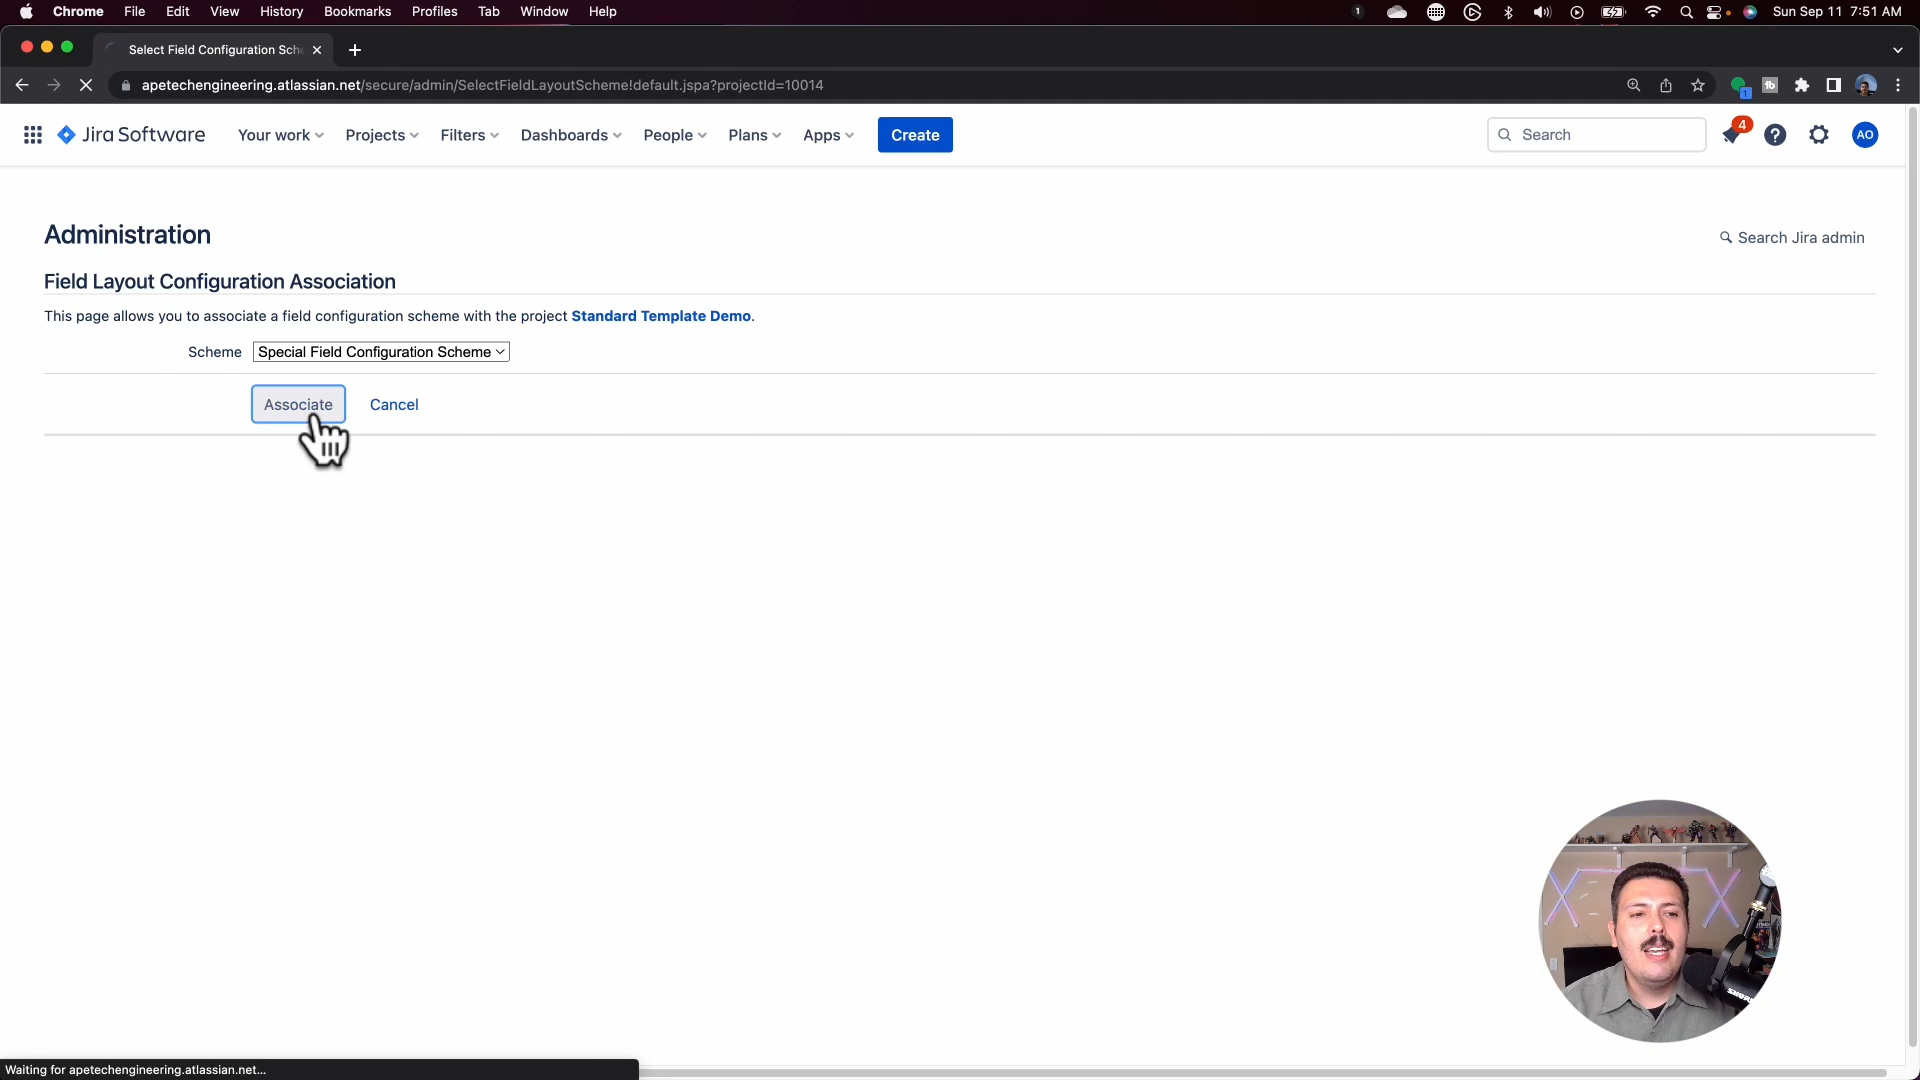 Chrome File Edit View History Bookmarks Profiles Tab Window Help 1 Sun Sep 11 7:51 AM
Select Field Configuration Sche
apetechengineering.atlassian.net/secure/admin/SelectFieldLayoutScheme!default.jspa?projectId=10014 1
Jira Software Your work Projects Filters Dashboards People Plans Apps Create Search 4 AO
Administration
Search Jira admin
Field Layout Configuration Association
This page allows you to associate a field configuration scheme with the project Standard Template Demo.
Scheme Special Field Configuration Scheme
Associate Cancel
Waiting for apetechengineering.atlassian.net...